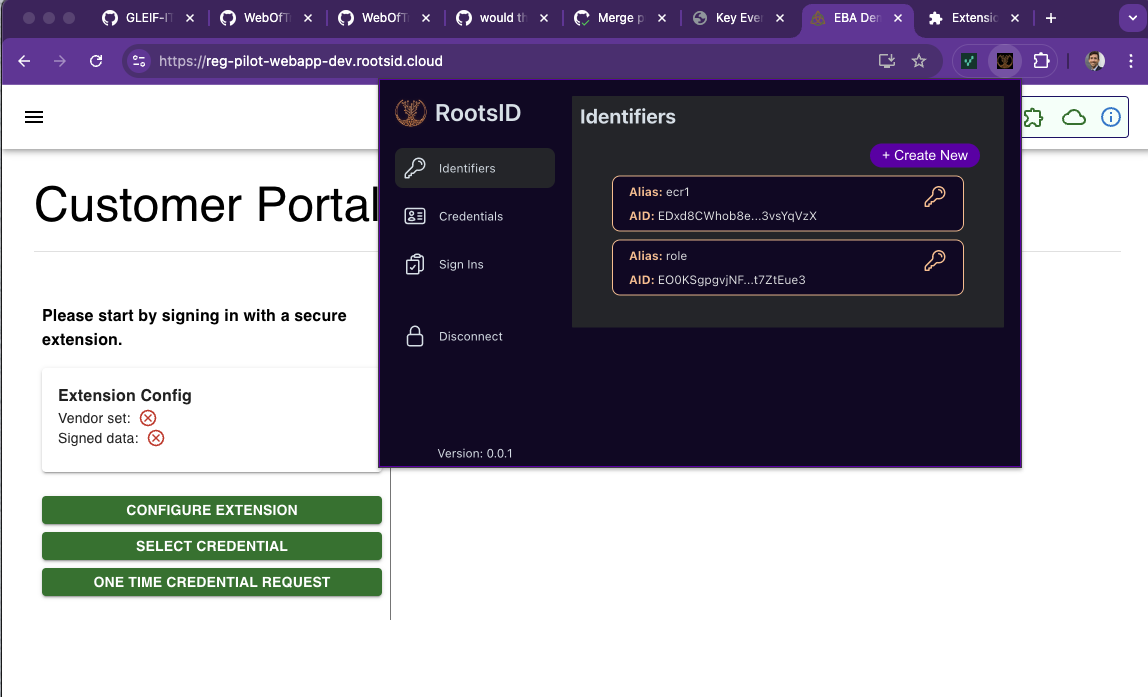 GLEIF-IT
WebOfTr
WebOfTr
would th
Merge p
Key Ever
EBA Der
Extensio
https://reg-pilot-webapp-dev.rootsid.cloud
Customer Portal
Please start by signing in with a secure
extension.
Extension Config
Vendor set:
Signed data:
CONFIGURE EXTENSION
SELECT CREDENTIAL
ONE TIME CREDENTIAL REQUEST
RootsID
Identifiers
Credentials
Sign Ins
Disconnect
Version: 0.0.1
Identifiers
+ Create New
Alias: ecr1
AID: EDxd8CWhob8e...3vsYqVzX
Alias: role
AID: EO0KSgpgvjNF...t7ZtEue3